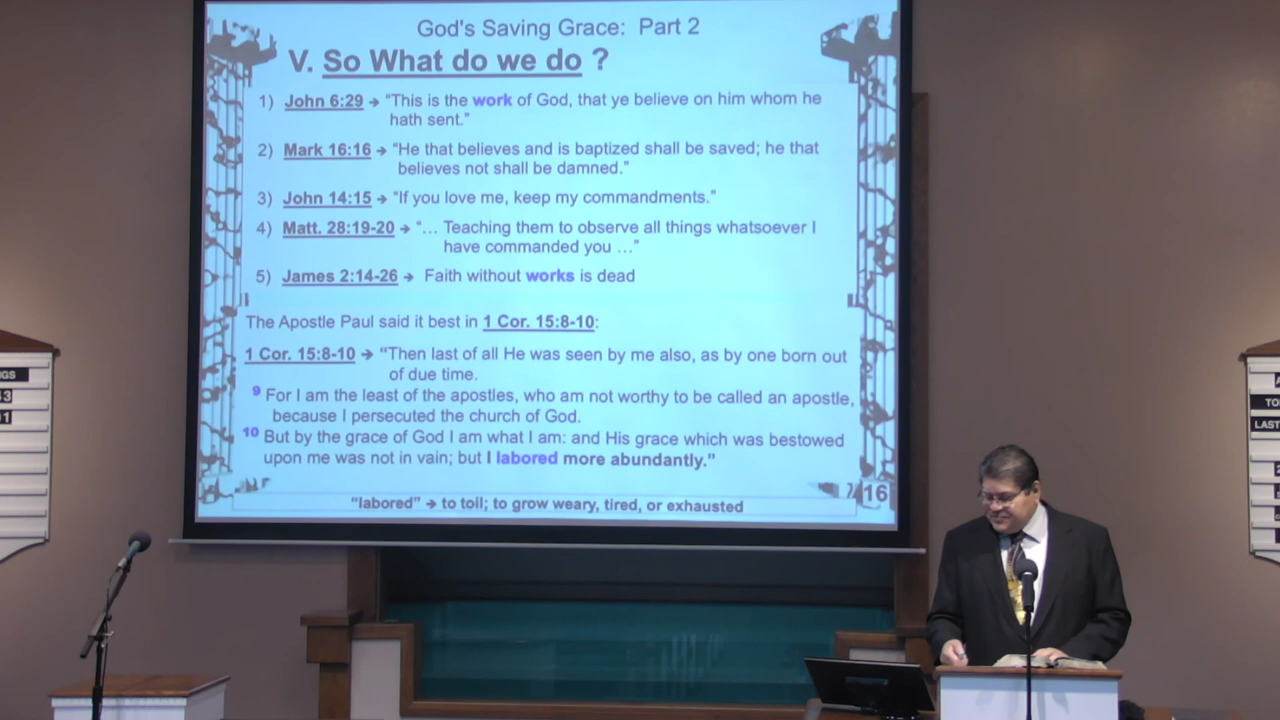 God's Saving Grace: Part 2
V. So What do we do ?
1) John 6:29 → “This is the work of God, that ye believe on him whom he
hath sent.”
2) Mark 16:16 → “He that believes and is baptized shall be saved; he that
believes not shall be damned.”
3) John 14:15 → “If you love me, keep my commandments.”
4) Matt. 28:19-20 → “… Teaching them to observe all things whatsoever I
have commanded you …”
5) James 2:14-26 → Faith without works is dead
The Apostle Paul said it best in 1 Cor. 15:8-10:
1 Cor. 15:8-10 → “Then last of all He was seen by me also, as by one born out
of due time.
9 For I am the least of the apostles, who am not worthy to be called an apostle,
because I persecuted the church of God.
10 But by the grace of God I am what I am: and His grace which was bestowed
upon me was not in vain; but I labored more abundantly.”
“labored” → to toil; to grow weary, tired, or exhausted
16
GS
3
1
TO
LAST